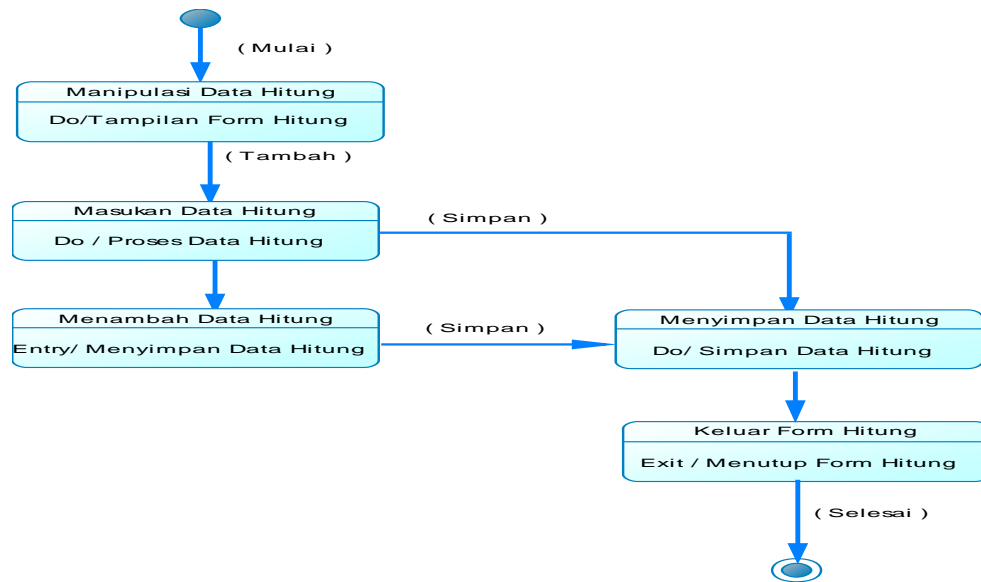 ( Mulai )
Manipulasi Data Hitung
Do/Tampilan Form Hitung
( Tambah )
Masukan Data Hitung
Do / Proses Data Hitung
( Simpan )
Menambah Data Hitung
Entry/ Menyimpan Data Hitung
( Simpan )
Menyimpan Data Hitung
Do/ Simpan Data Hitung
Keluar Form Hitung
Exit / Menutup Form Hitung
( Selesai )